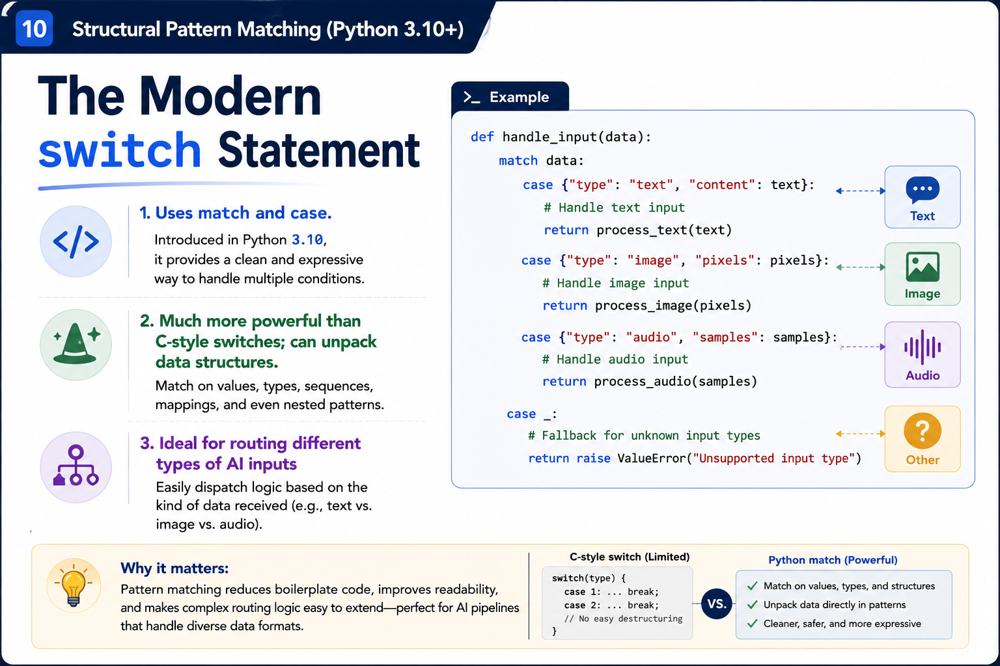 10 Structural Pattern Matching (Python 3.10+)
The Modern
switch Statement
1. Uses match and case.
Introduced in Python 3.10,
it provides a clean and expressive
way to handle multiple conditions.
2. Much more powerful than
C-style switches; can unpack
data structures.
Match on values, types, sequences,
mappings, and even nested patterns.
3. Ideal for routing different
types of AI inputs
Easily dispatch logic based on the
kind of data received (e.g., text vs.
image vs. audio).
>_ Example
def handle_input(data):
    match data:
        case {"type": "text", "content": text}:
            # Handle text input
            return process_text(text)
        case {"type": "image", "pixels": pixels}:
            # Handle image input
            return process_image(pixels)
        case {"type": "audio", "samples": samples}:
            # Handle audio input
            return process_audio(samples)
     case _:
        # Fallback for unknown input types
        return raise ValueError("Unsupported input type")
Text
Image
Audio
?
Other
Why it matters:
Pattern matching reduces boilerplate code, improves readability,
and makes complex routing logic easy to extend—perfect for AI pipelines
that handle diverse data formats.
C-style switch (Limited)
switch(type) {
  case 1: ... break;
  case 2: ... break;
  // No easy destructuring
}
VS.
Python match (Powerful)
✓ Match on values, types, and structures
✓ Unpack data directly in patterns
✓ Cleaner, safer, and more expressive